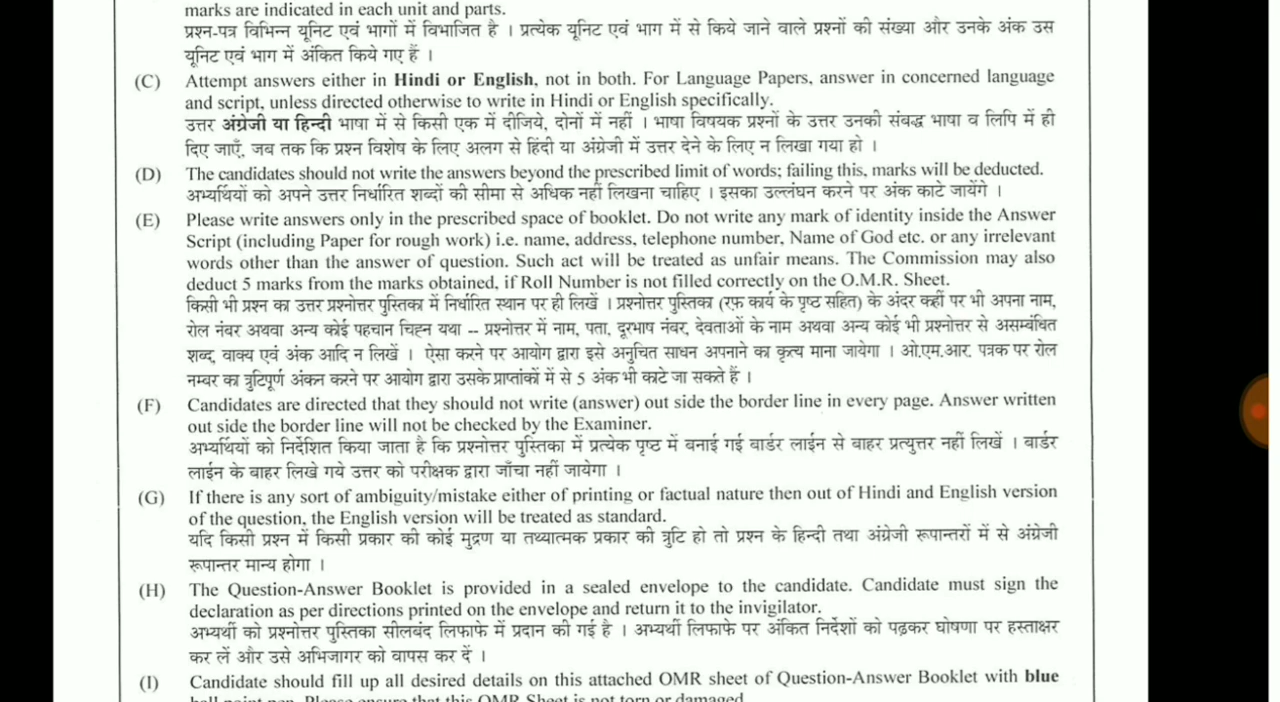 marks are indicated in each unit and parts.
प्रश्न-पत्र विभिन्न यूनिट एवं भागों में विभाजित है । प्रत्येक यूनिट एवं भाग में से किये जाने वाले प्रश्नों की संख्या और उनके अंक उस
यूनिट एवं भाग में अंकित किये गए हैं ।
(C) Attempt answers either in Hindi or English, not in both. For Language Papers, answer in concerned language
and script, unless directed otherwise to write in Hindi or English specifically.
उत्तर अंग्रेजी या हिन्दी भाषा में से किसी एक में दीजिये, दोनों में नहीं । भाषा विषयक प्रश्नों के उत्तर उनकी संबद्ध भाषा व लिपि में ही
दिए जाएँ, जब तक कि प्रश्न विशेष के लिए अलग से हिंदी या अंग्रेजी में उत्तर देने के लिए न लिखा गया हो ।
(D) The candidates should not write the answers beyond the prescribed limit of words; failing this, marks will be deducted.
अभ्यर्थियों को अपने उत्तर निर्धारित शब्दों की सीमा से अधिक नहीं लिखना चाहिए । इसका उल्लंघन करने पर अंक काटे जायेंगे ।
(E) Please write answers only in the prescribed space of booklet. Do not write any mark of identity inside the Answer
Script (including Paper for rough work) i.e. name, address, telephone number, Name of God etc. or any irrelevant
words other than the answer of question. Such act will be treated as unfair means. The Commission may also
deduct 5 marks from the marks obtained, if Roll Number is not filled correctly on the O.M.R. Sheet.
किसी भी प्रश्न का उत्तर प्रश्नोत्तर पुस्तिका में निर्धारित स्थान पर ही लिखें । प्रश्नोत्तर पुस्तिका (रफ कार्य के पृष्ठ सहित) के अंदर कहीं पर भी अपना नाम,
रोल नंबर अथवा अन्य कोई पहचान चिह्न यथा – प्रश्नोत्तर में नाम, पता, दूरभाष नंबर, देवताओं के नाम अथवा अन्य कोई भी प्रश्नोत्तर से असम्बंधित
शब्द, वाक्य एवं अंक आदि न लिखें । ऐसा करने पर आयोग द्वारा इसे अनुचित साधन अपनाने का कृत्य माना जायेगा । ओ.एम.आर. पत्रक पर रोल
नम्बर का त्रुटिपूर्ण अंकन करने पर आयोग द्वारा उसके प्राप्तांकों में से 5 अंक भी काटे जा सकते हैं ।
(F) Candidates are directed that they should not write (answer) out side the border line in every page. Answer written
out side the border line will not be checked by the Examiner.
अभ्यर्थियों को निर्देशित किया जाता है कि प्रश्नोत्तर पुस्तिका में प्रत्येक पृष्ठ में बनाई गई बार्डर लाईन से बाहर प्रत्युत्तर नहीं लिखें । बार्डर
लाईन के बाहर लिखे गये उत्तर को परीक्षक द्वारा जाँचा नहीं जायेगा ।
(G) If there is any sort of ambiguity/mistake either of printing or factual nature then out of Hindi and English version
of the question, the English version will be treated as standard.
यदि किसी प्रश्न में किसी प्रकार की कोई मुद्रण या तथ्यात्मक प्रकार की त्रुटि हो तो प्रश्न के हिन्दी तथा अंग्रेजी रूपान्तरों में से अंग्रेजी
रूपान्तर मान्य होगा ।
(H) The Question-Answer Booklet is provided in a sealed envelope to the candidate. Candidate must sign the
declaration as per directions printed on the envelope and return it to the invigilator.
अभ्यर्थी को प्रश्नोत्तर पुस्तिका सीलबंद लिफाफे में प्रदान की गई है । अभ्यर्थी लिफाफे पर अंकित निर्देशों को पढ़कर घोषणा पर हस्ताक्षर
कर लें और उसे अभिजागर को वापस कर दें ।
(I) Candidate should fill up all desired details on this attached OMR sheet of Question-Answer Booklet with blue
ball point pen. Please ensure that this OMR Sheet is not torn or damaged.